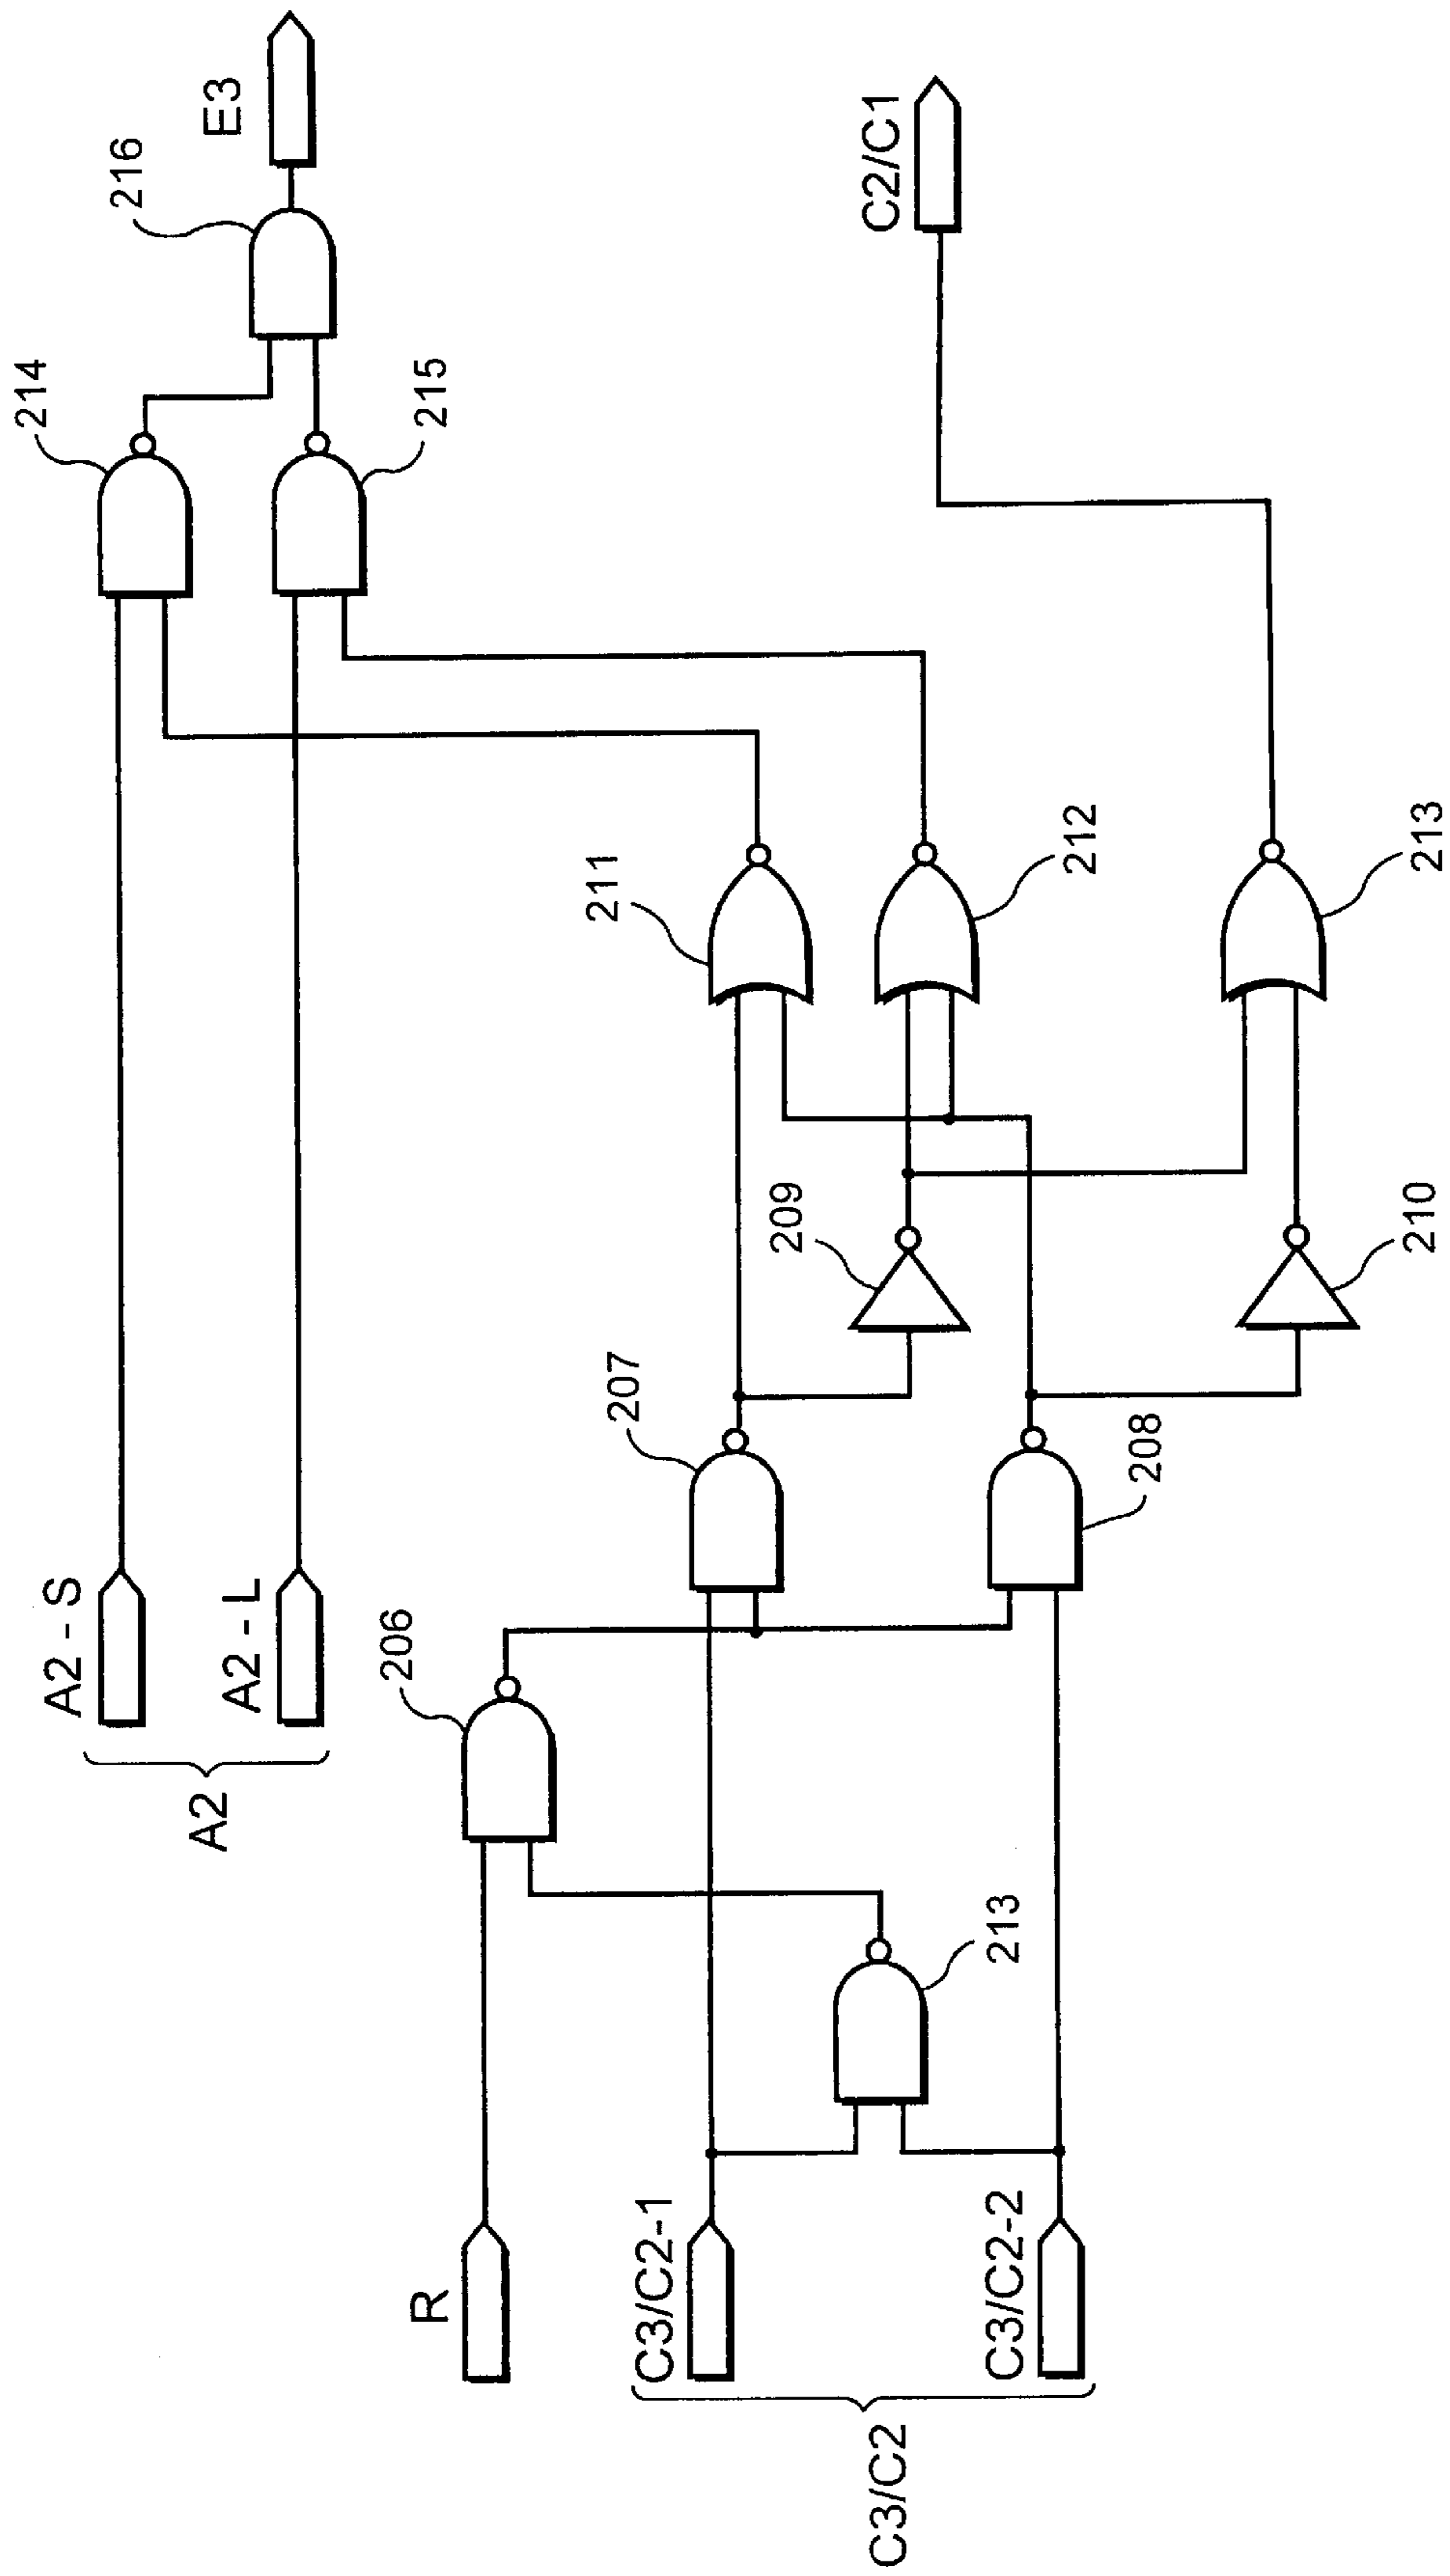 A2 - S
A2 - L
A2
214
215
216
E3
R
206
C3/C2-1
C3/C2-2
C3/C2
213
207
208
209
210
211
212
213
C2/C1